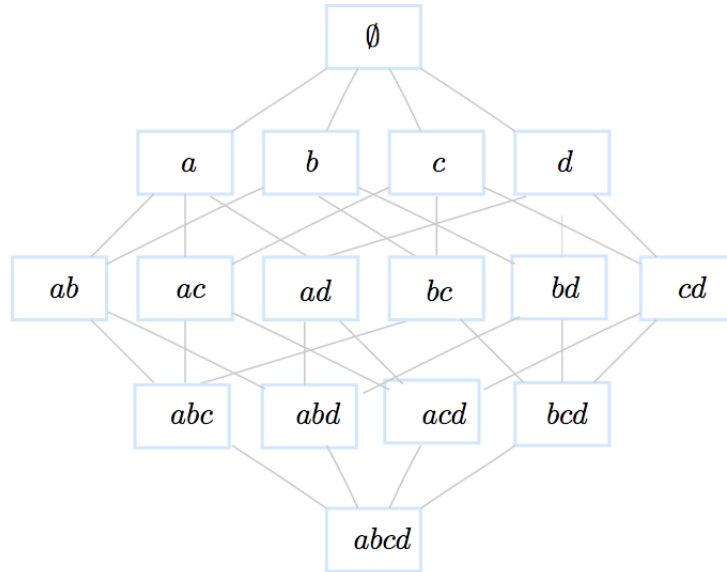 ∅
a b c d
ab ac ad bc bd cd
abc abd acd bcd
abcd